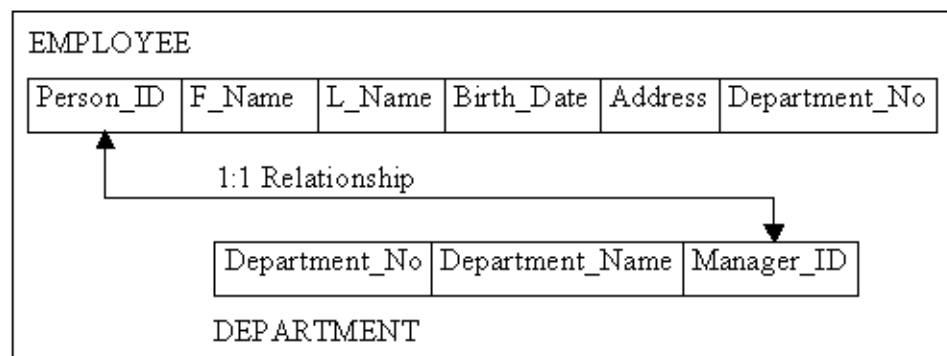 EMPLOYEE
Person_ID F_Name L_Name Birth_Date Address Department_No
1:1 Relationship
Department_No Department_Name Manager_ID
DEPARTMENT